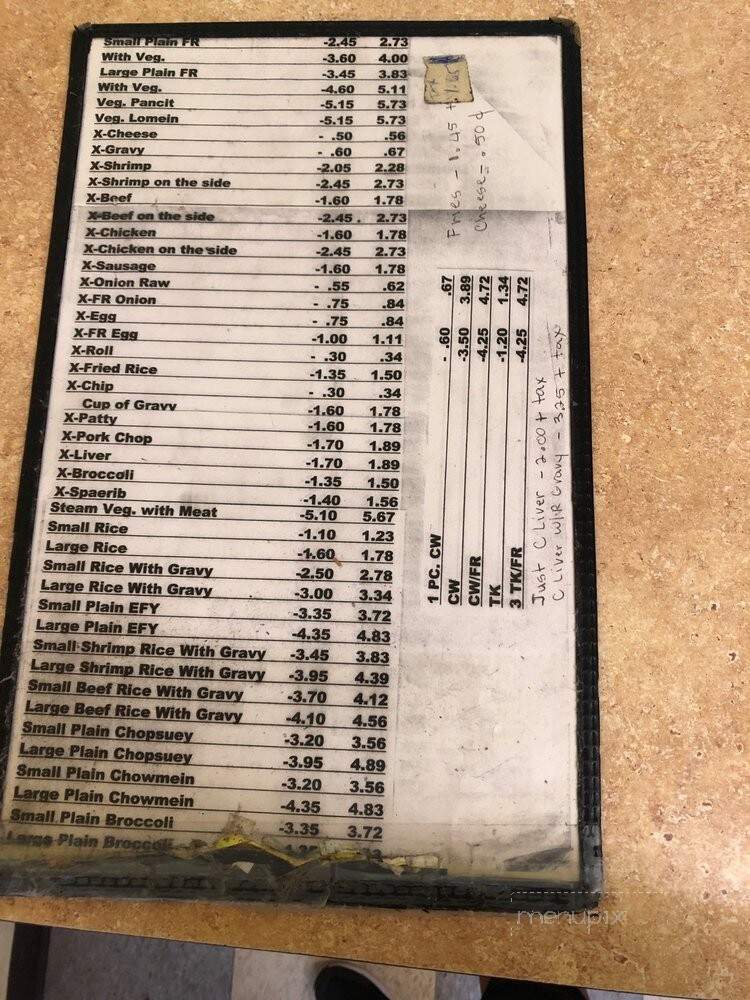 Small Plain FR -2.45 2.73
With Veg. -3.60 4.00
Large Plain FR -3.45 3.83
With Veg. -4.60 5.11
Veg. Pancit -5.15 5.73
Veg. Lomein -5.15 5.73
X-Cheese - .50 .56
X-Gravy - .60 .67
X-Shrimp -2.05 2.28
X-Shrimp on the side -2.45 2.73
X-Beef -1.60 1.78
X-Beef on the side -2.45. 2.73
X-Chicken -1.60 1.78
X-Chicken on the side -2.45 2.73
X-Sausage -1.60 1.78
X-Onion Raw - .55 .62
X-FR Onion - .75 .84
X-Egg - .75 .84
X-FR Egg -1.00 1.11
X-Roll - .30 .34
X-Fried Rice -1.35 1.50
X-Chip - .30 .34
Cup of Gravy -1.60 1.78
X-Patty -1.60 1.78
X-Pork Chop -1.70 1.89
X-Liver -1.70 1.89
X-Broccoli -1.35 1.50
X-Spaerib -1.40 1.56
Steam Veg. with Meat -5.10 5.67
Small Rice -1.10 1.23
Large Rice -1.60 1.78
Small Rice With Gravy -2.50 2.78
Large Rice With Gravy -3.00 3.34
Small Plain EFY -3.35 3.72
Large Plain EFY -4.35 4.83
Small Shrimp Rice With Gravy -3.45 3.83
Large Shrimp Rice With Gravy -3.95 4.39
Small Beef Rice With Gravy -3.70 4.12
Large Beef Rice With Gravy -4.10 4.56
Small Plain Chopsuey -3.20 3.56
Large Plain Chopsuey -3.95 4.89
Small Plain Chowmein -3.20 3.56
Large Plain Chowmein -4.35 4.83
Small Plain Broccoli -3.35 3.72
Large Plain Broccoli
Fries - 1.45 +
Cheese = .50¢
1 PC. CW - .60 .67
CW -3.50 3.89
CW/FR -4.25 4.72
TK -1.20 1.34
3 TK/FR -4.25 4.72
Just C Liver - 2.00 + tax
C Liver W/R Gravy - 3.25 + tax
menupix